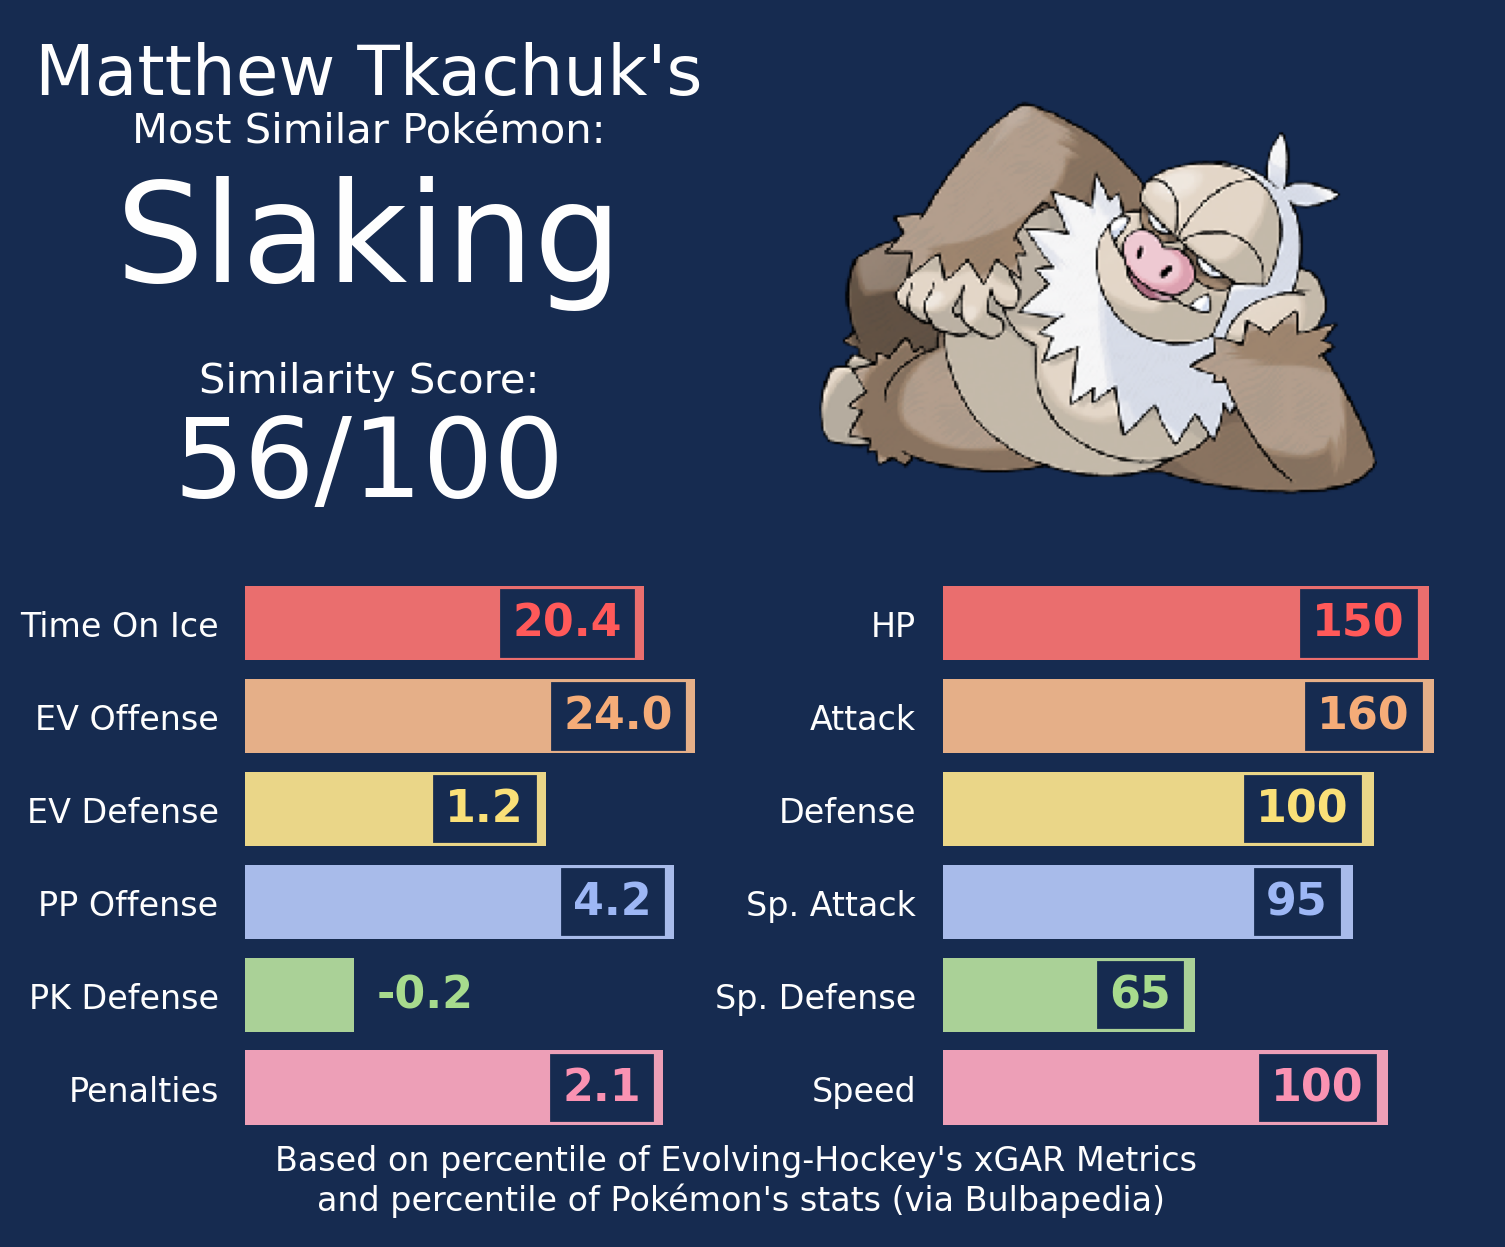 Matthew Tkachuk's
Most Similar Pokémon:
Slaking
Similarity Score:
56/100
Time On Ice 20.4
EV Offense 24.0
EV Defense 1.2
PP Offense 4.2
PK Defense -0.2
Penalties 2.1
HP 150
Attack 160
Defense 100
Sp. Attack 95
Sp. Defense 65
Speed 100
Based on percentile of Evolving-Hockey's xGAR Metrics
and percentile of Pokémon's stats (via Bulbapedia)